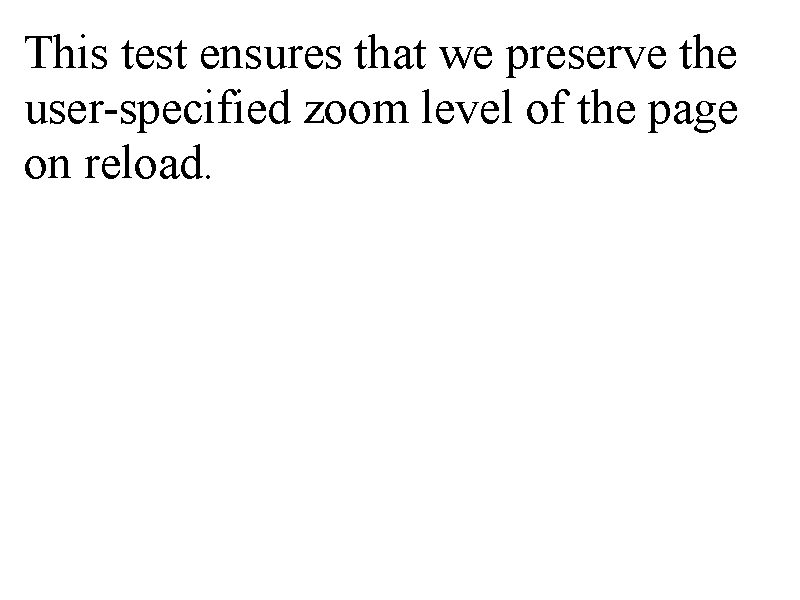 This test ensures that we preserve the
user-specified zoom level of the page
on reload.